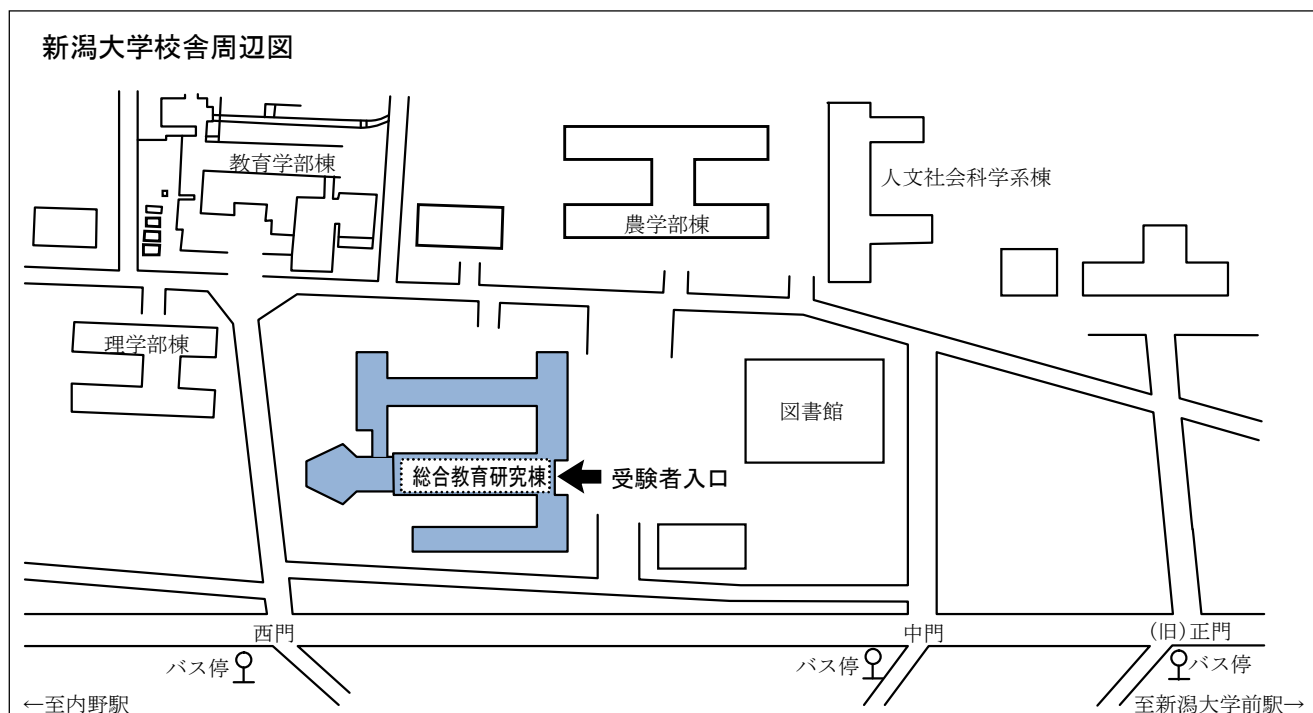 新潟大学校舎周辺図
教育学部棟
人文社会科学系棟
農学部棟
理学部棟
図書館
総合教育研究棟
受験者入口
西門
中門
(旧)正門
バス停
バス停
バス停
←至内野駅
至新潟大学前駅→